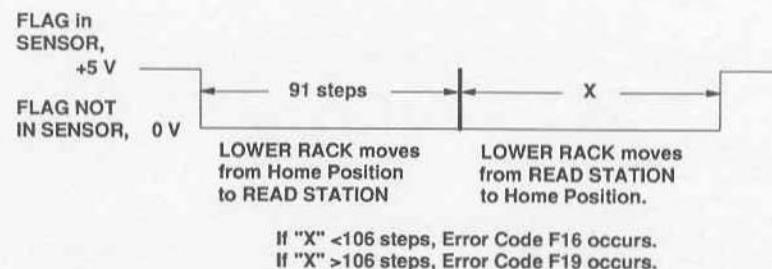 FLAG in
SENSOR,
+5 V
91 steps
X
FLAG NOT
IN SENSOR, 0 V
LOWER RACK moves
from Home Position
to READ STATION
LOWER RACK moves
from READ STATION
to Home Position.
If "X" <106 steps, Error Code F16 occurs.
If "X" >106 steps, Error Code F19 occurs.